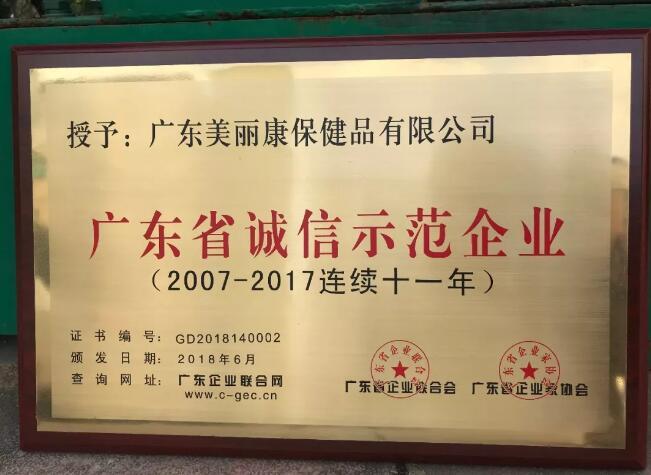 授予：广东美丽康保健品有限公司
广东省诚信示范企业
（2007-2017连续十一年）
证书编号：GD2018140002
颁发日期：2018年6月
查询网址：广东企业联合网
www.c-gec.cn
广东省企业联合会
广东省企业家协会